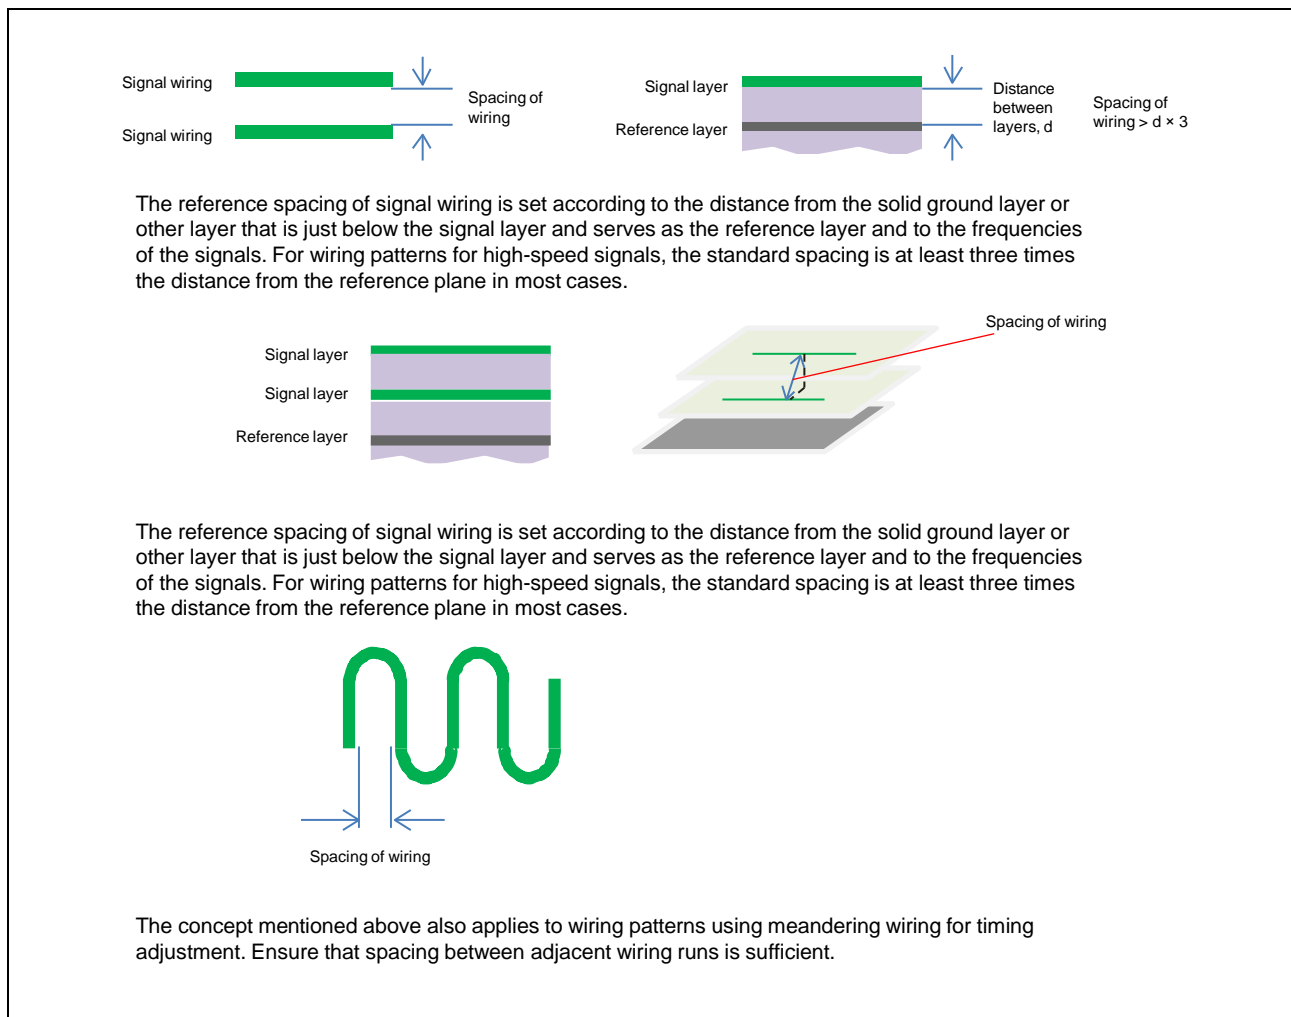 Signal wiring
Signal wiring
Spacing of
wiring
Signal layer
Reference layer
Distance
between
layers, d
Spacing of
wiring > d × 3
The reference spacing of signal wiring is set according to the distance from the solid ground layer or
other layer that is just below the signal layer and serves as the reference layer and to the frequencies
of the signals. For wiring patterns for high-speed signals, the standard spacing is at least three times
the distance from the reference plane in most cases.
Signal layer
Signal layer
Reference layer
Spacing of wiring
The reference spacing of signal wiring is set according to the distance from the solid ground layer or
other layer that is just below the signal layer and serves as the reference layer and to the frequencies
of the signals. For wiring patterns for high-speed signals, the standard spacing is at least three times
the distance from the reference plane in most cases.
Spacing of wiring
The concept mentioned above also applies to wiring patterns using meandering wiring for timing
adjustment. Ensure that spacing between adjacent wiring runs is sufficient.